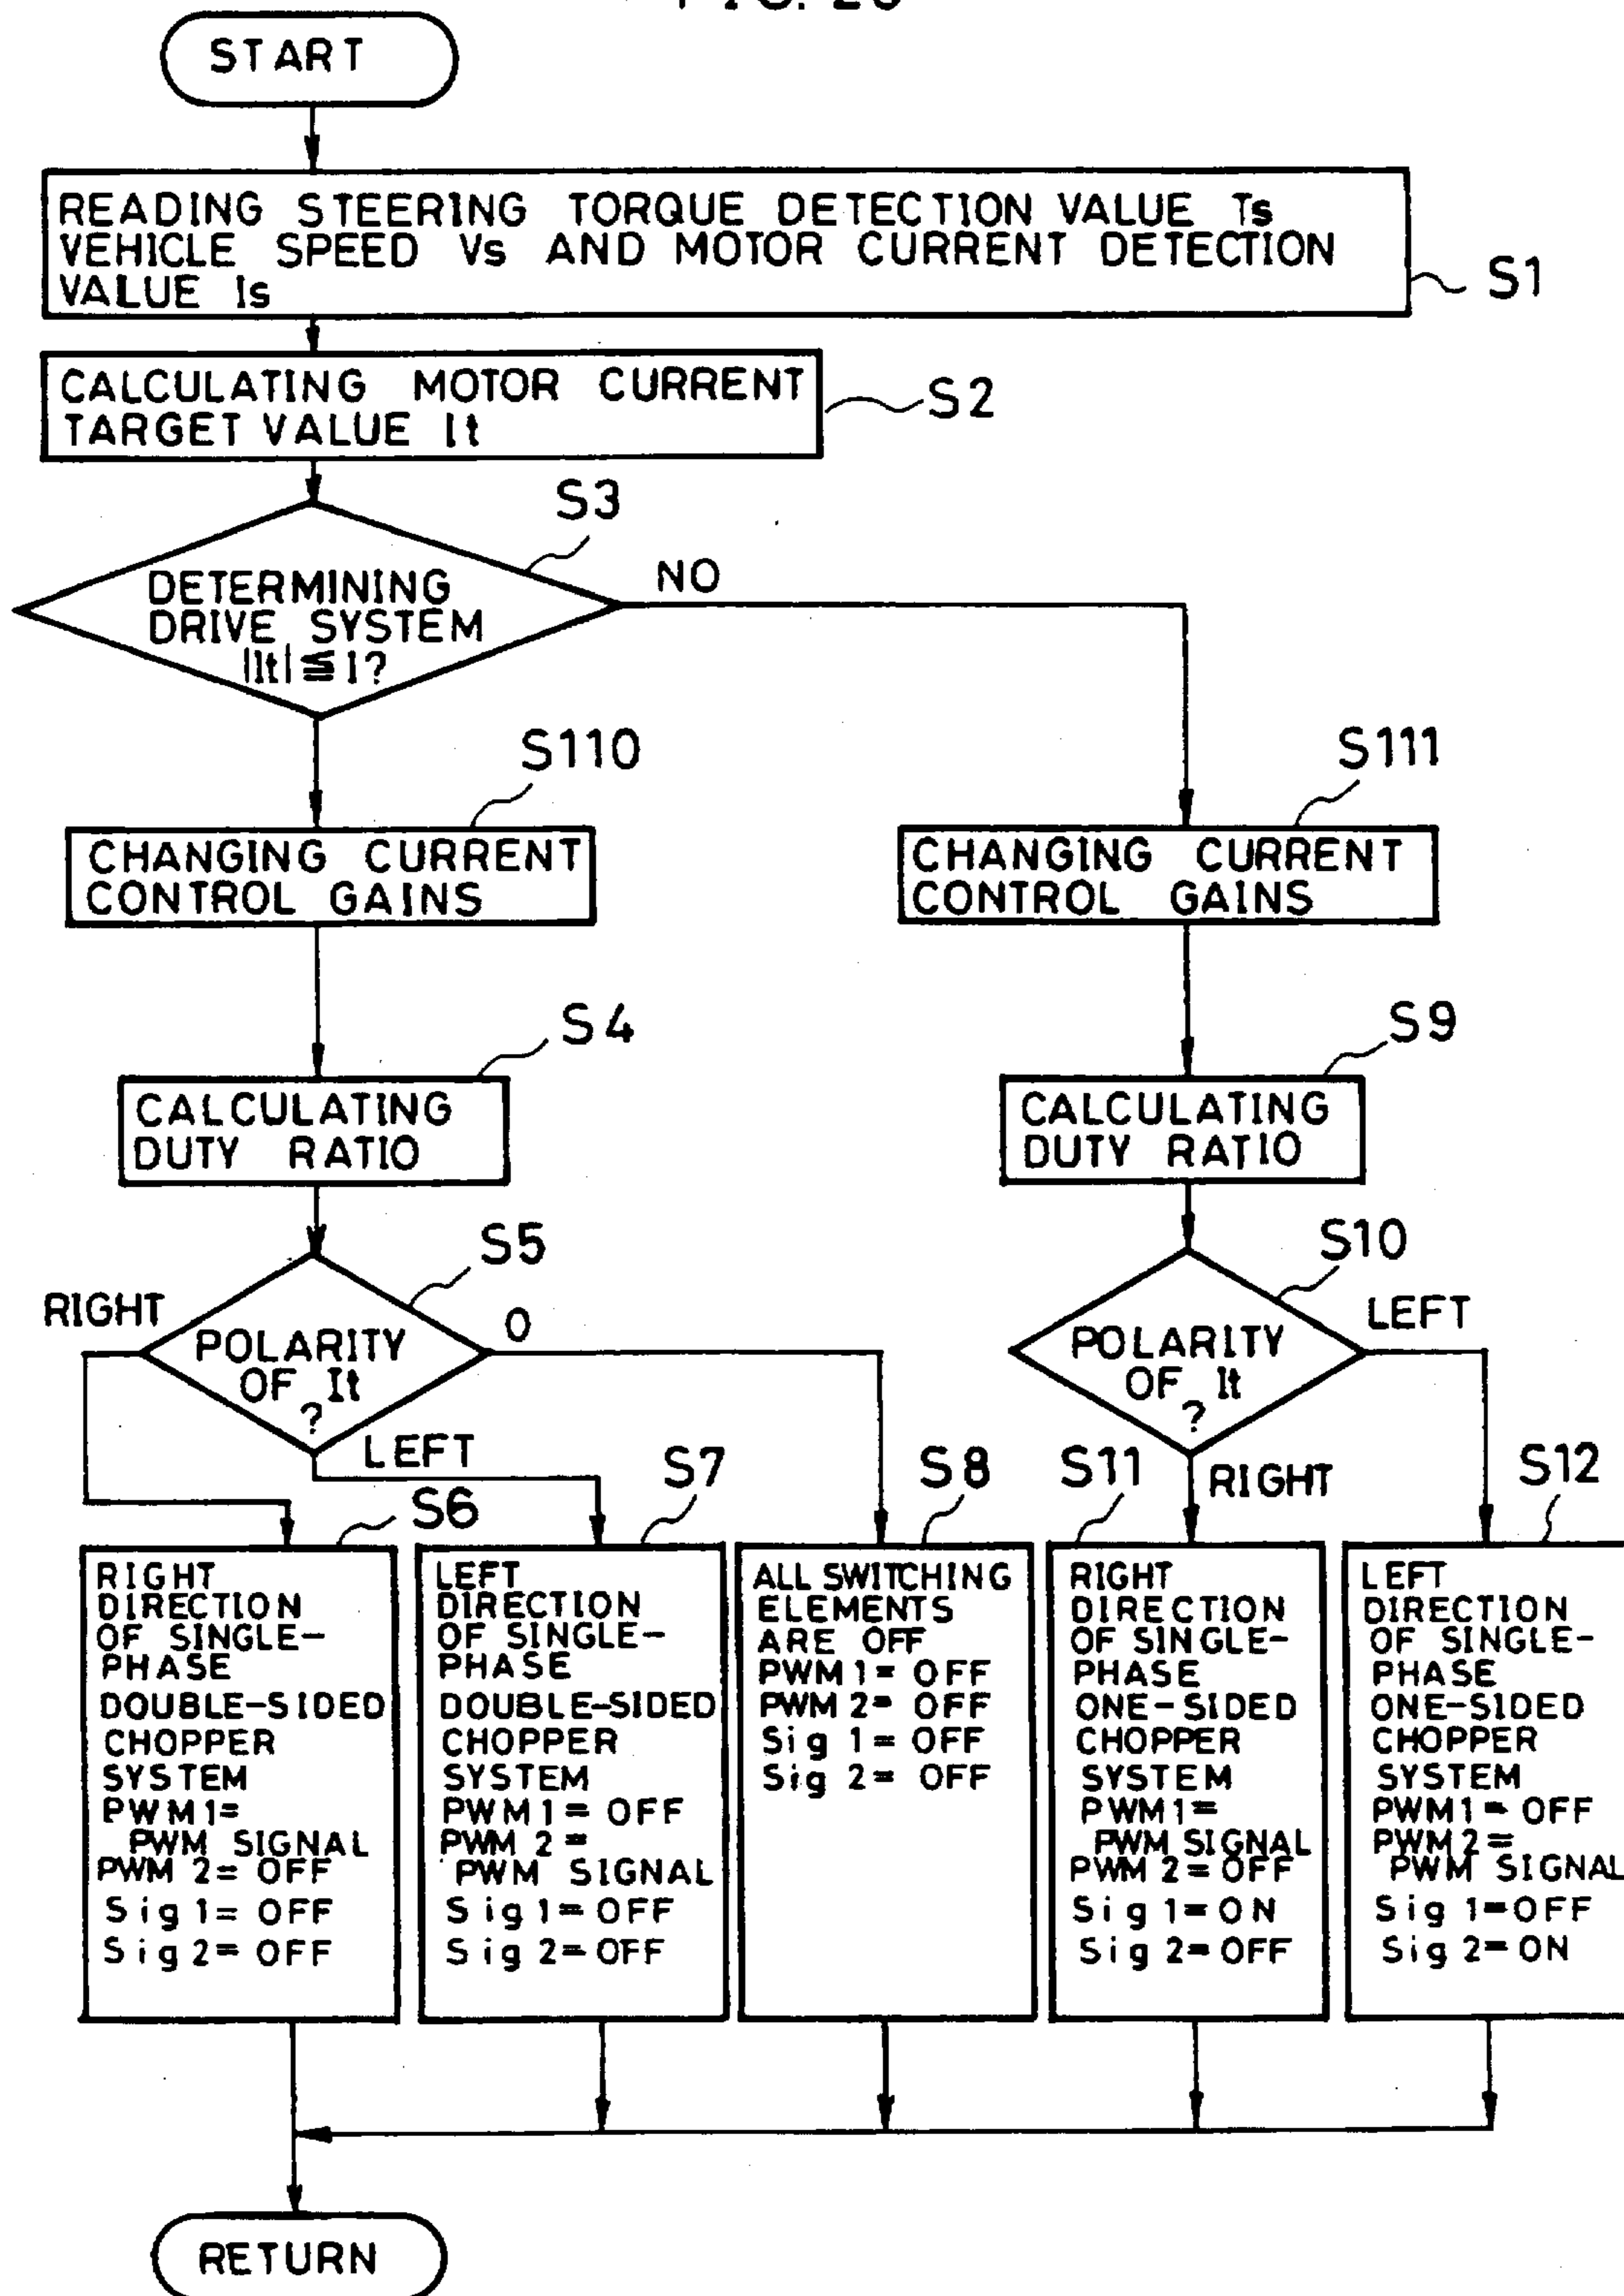 START
READING STEERING TORQUE DETECTION VALUE Ts
VEHICLE SPEED Vs AND MOTOR CURRENT DETECTION
VALUE Is
S1
CALCULATING MOTOR CURRENT
TARGET VALUE It
S2
S3
DETERMINING
DRIVE SYSTEM
|It| ≦ 1?
NO
S110
CHANGING CURRENT
CONTROL GAINS
S111
CHANGING CURRENT
CONTROL GAINS
S4
CALCULATING
DUTY RATIO
S9
CALCULATING
DUTY RATIO
S5
POLARITY
OF It
?
RIGHT
0
LEFT
S10
POLARITY
OF It
?
LEFT
RIGHT
S6
RIGHT
DIRECTION
OF SINGLE-
PHASE
DOUBLE-SIDED
CHOPPER
SYSTEM
PWM1=
PWM SIGNAL
PWM 2= OFF
Sig 1= OFF
Sig 2= OFF
S7
LEFT
DIRECTION
OF SINGLE-
PHASE
DOUBLE-SIDED
CHOPPER
SYSTEM
PWM1= OFF
PWM 2=
PWM SIGNAL
Sig 1= OFF
Sig 2= OFF
S8
ALL SWITCHING
ELEMENTS
ARE OFF
PWM 1= OFF
PWM 2= OFF
Sig 1= OFF
Sig 2= OFF
S11
RIGHT
DIRECTION
OF SINGLE-
PHASE
ONE-SIDED
CHOPPER
SYSTEM
PWM1=
PWM SIGNAL
PWM 2= OFF
Sig 1= ON
Sig 2= OFF
S12
LEFT
DIRECTION
OF SINGLE-
PHASE
ONE-SIDED
CHOPPER
SYSTEM
PWM1= OFF
PWM2=
PWM SIGNAL
Sig 1=OFF
Sig 2= ON
RETURN